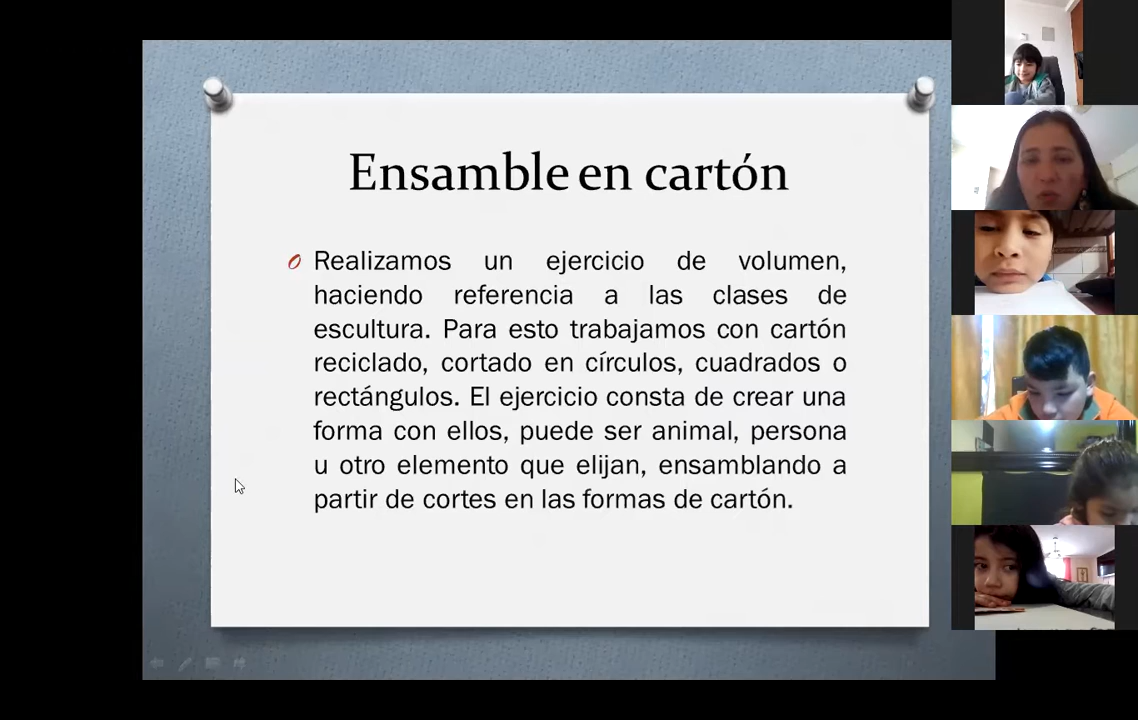 Ensamble en cartón
Realizamos un ejercicio de volumen,
haciendo referencia a las clases de
escultura. Para esto trabajamos con cartón
reciclado, cortado en círculos, cuadrados o
rectángulos. El ejercicio consta de crear una
forma con ellos, puede ser animal, persona
u otro elemento que elijan, ensamblando a
partir de cortes en las formas de cartón.